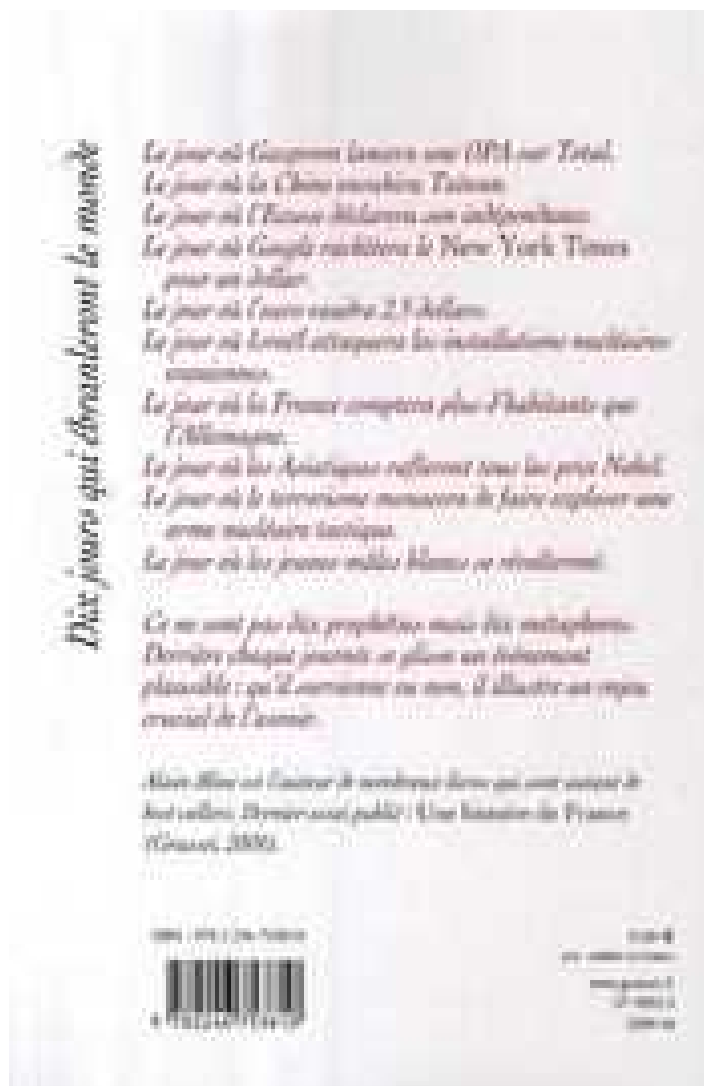 Dix jours qui ébranleront le monde
Le jour où Gazprom lancera une OPA sur Total.
Le jour où la Chine envahira Taiwan.
Le jour où l'Ecosse déclarera son indépendance.
Le jour où Google rachètera le New York Times
pour un dollar.
Le jour où l'euro vaudra 2,5 dollars.
Le jour où Israël attaquera les installations nucléaires
iraniennes.
Le jour où la France comptera plus d'habitants que
l'Allemagne.
Le jour où les Asiatiques rafleront tous les prix Nobel.
Le jour où le terrorisme menacera de faire exploser une
arme nucléaire tactique.
Le jour où les jeunes mâles blancs se révolteront.
Ce ne sont pas dix prophéties mais dix métaphores.
Derrière chaque journée se glisse un événement
plausible : qu'il survienne ou non, il illustre un enjeu
crucial de l'avenir.
Alain Minc est l'auteur de nombreux livres qui sont autant de
best-sellers. Dernier essai publié : Une histoire de France
(Grasset, 2008).